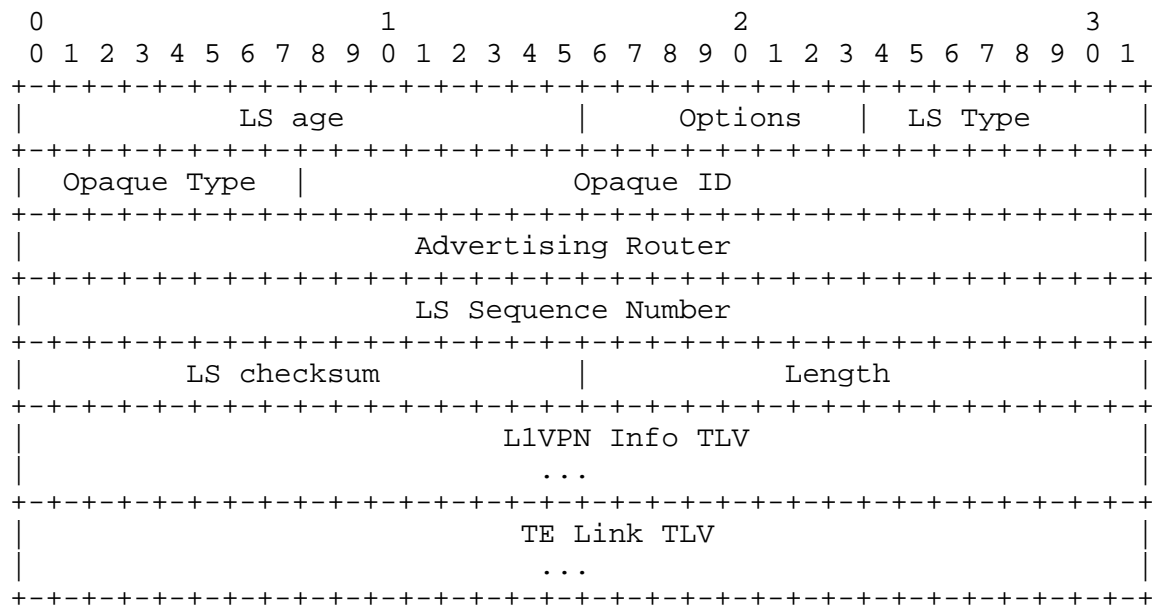 0                   1                   2                   3
 0 1 2 3 4 5 6 7 8 9 0 1 2 3 4 5 6 7 8 9 0 1 2 3 4 5 6 7 8 9 0 1
+-+-+-+-+-+-+-+-+-+-+-+-+-+-+-+-+-+-+-+-+-+-+-+-+-+-+-+-+-+-+-+-+
|            LS age             |     Options   |  LS Type      |
+-+-+-+-+-+-+-+-+-+-+-+-+-+-+-+-+-+-+-+-+-+-+-+-+-+-+-+-+-+-+-+-+
|  Opaque Type  |               Opaque ID                       |
+-+-+-+-+-+-+-+-+-+-+-+-+-+-+-+-+-+-+-+-+-+-+-+-+-+-+-+-+-+-+-+-+
|                      Advertising Router                       |
+-+-+-+-+-+-+-+-+-+-+-+-+-+-+-+-+-+-+-+-+-+-+-+-+-+-+-+-+-+-+-+-+
|                      LS Sequence Number                       |
+-+-+-+-+-+-+-+-+-+-+-+-+-+-+-+-+-+-+-+-+-+-+-+-+-+-+-+-+-+-+-+-+
|         LS checksum           |           Length              |
+-+-+-+-+-+-+-+-+-+-+-+-+-+-+-+-+-+-+-+-+-+-+-+-+-+-+-+-+-+-+-+-+
|                           L1VPN Info TLV                      |
|                             ...                               |
+-+-+-+-+-+-+-+-+-+-+-+-+-+-+-+-+-+-+-+-+-+-+-+-+-+-+-+-+-+-+-+-+
|                            TE Link TLV                        |
|                             ...                               |
+-+-+-+-+-+-+-+-+-+-+-+-+-+-+-+-+-+-+-+-+-+-+-+-+-+-+-+-+-+-+-+-+